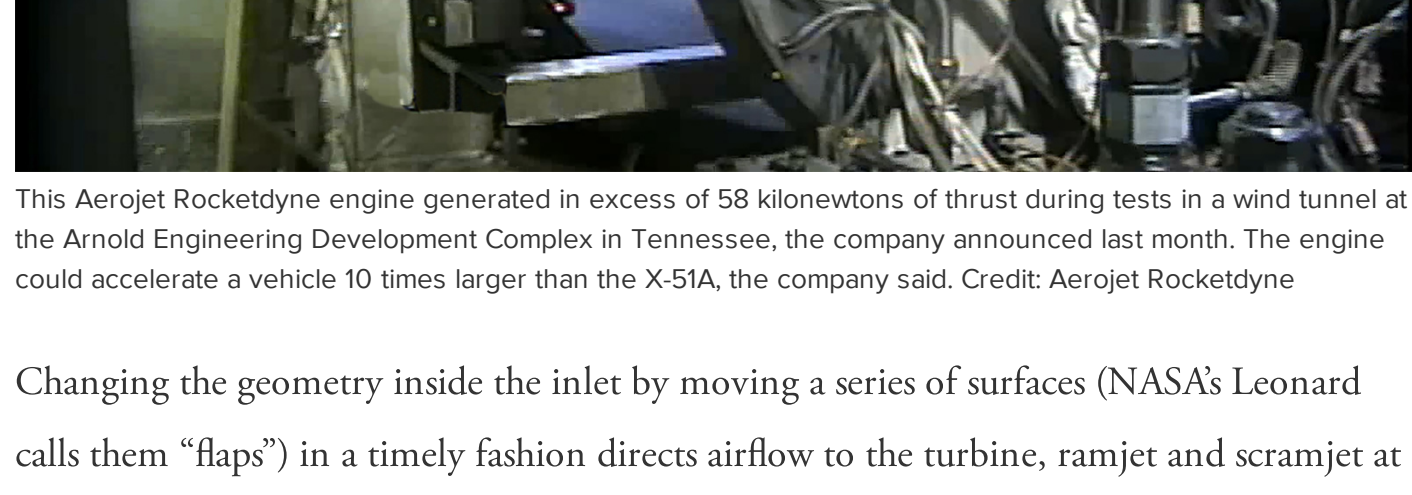 This Aerojet Rocketdyne engine generated in excess of 58 kilonewtons of thrust during tests in a wind tunnel at
the Arnold Engineering Development Complex in Tennessee, the company announced last month. The engine
could accelerate a vehicle 10 times larger than the X-51A, the company said. Credit: Aerojet Rocketdyne
Changing the geometry inside the inlet by moving a series of surfaces (NASA’s Leonard
calls them “flaps”) in a timely fashion directs airflow to the turbine, ramjet and scramjet at